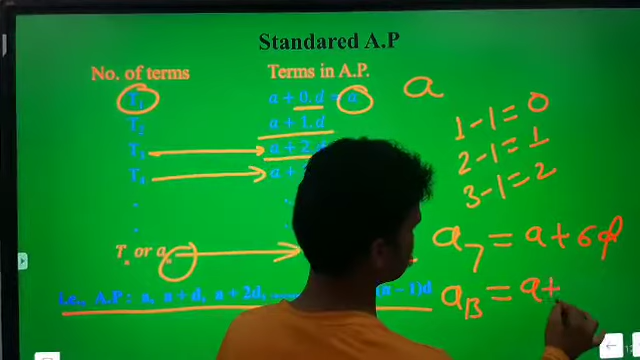 Standared A.P
No. of terms Terms in A.P.
T₁ a + 0.d = a
T₂ a + 1.d
T₃ a + 2.d
T₄ a +
.
.
Tₙ or aₙ
i.e., A.P : a, a + d, a + 2d, (n - 1)d
a
1-1=0
2-1=1
3-1=2
a₇ = a+6d
a₁₃ = a+